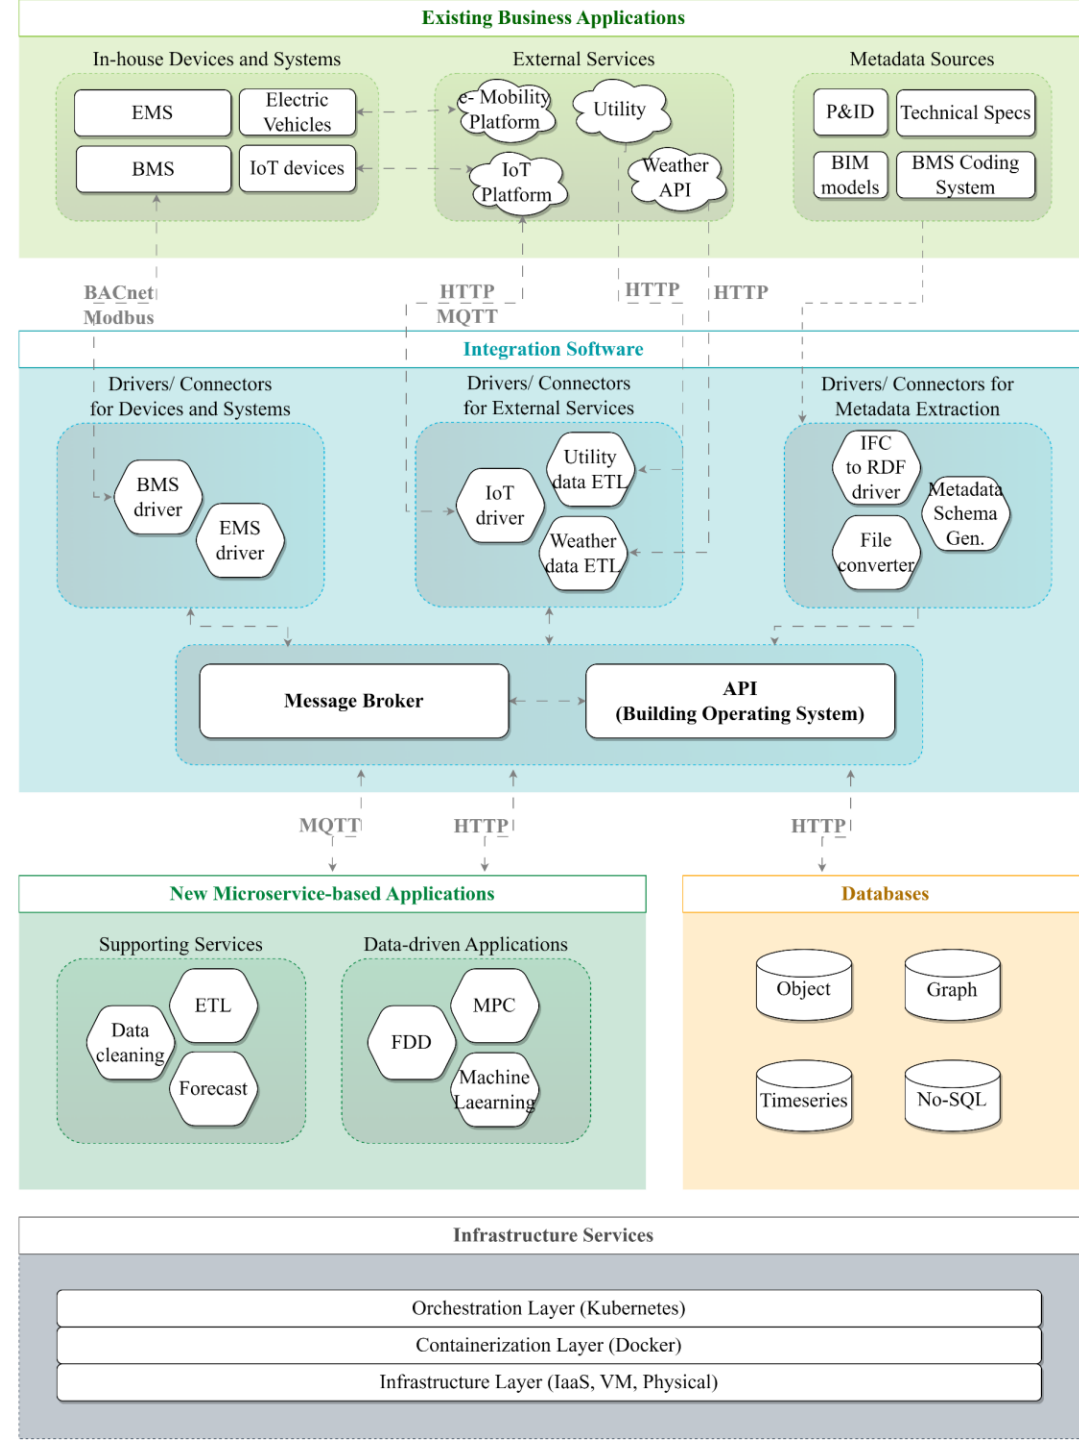 Existing Business Applications
In-house Devices and Systems
External Services
Metadata Sources
EMS
Electric
Vehicles
BMS
IoT devices
e- Mobility
Platform
Utility
IoT
Platform
Weather
API
P&ID
Technical Specs
BIM
models
BMS Coding
System
BACnet
Modbus
HTTP
MQTT
HTTP
HTTP
Integration Software
Drivers/ Connectors
for Devices and Systems
Drivers/ Connectors
for External Services
Drivers/ Connectors for
Metadata Extraction
BMS
driver
EMS
driver
IoT
driver
Utility
data ETL
Weather
data ETL
IFC
to RDF
driver
Metadata
Schema
Gen.
File
converter
Message Broker
API
(Building Operating System)
MQTT
HTTP
HTTP
New Microservice-based Applications
Supporting Services
Data-driven Applications
Data
cleaning
ETL
Forecast
FDD
MPC
Machine
Laearning
Databases
Object
Graph
Timeseries
No-SQL
Infrastructure Services
Orchestration Layer (Kubernetes)
Containerization Layer (Docker)
Infrastructure Layer (IaaS, VM, Physical)